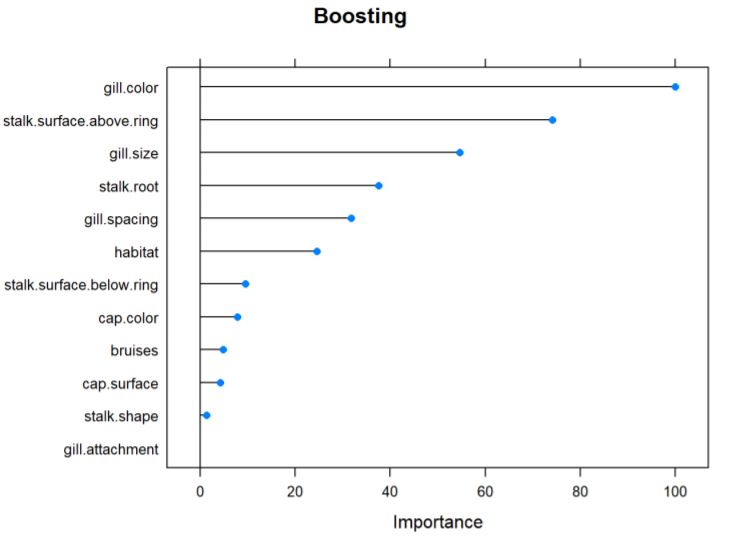 Boosting
gill.color
stalk.surface.above.ring
gill.size
stalk.root
gill.spacing
habitat
stalk.surface.below.ring
cap.color
bruises
cap.surface
stalk.shape
gill.attachment
0 20 40 60 80 100
Importance